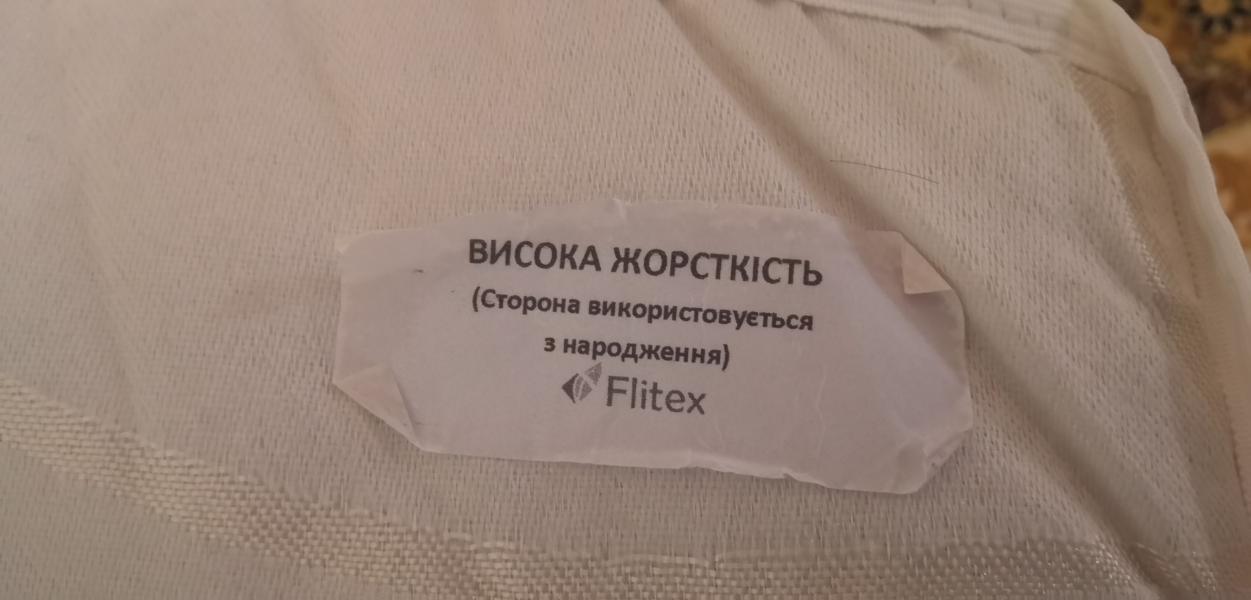 ВИСОКА ЖОРСТКІСТЬ
(Сторона використовується
з народження)
Flitex